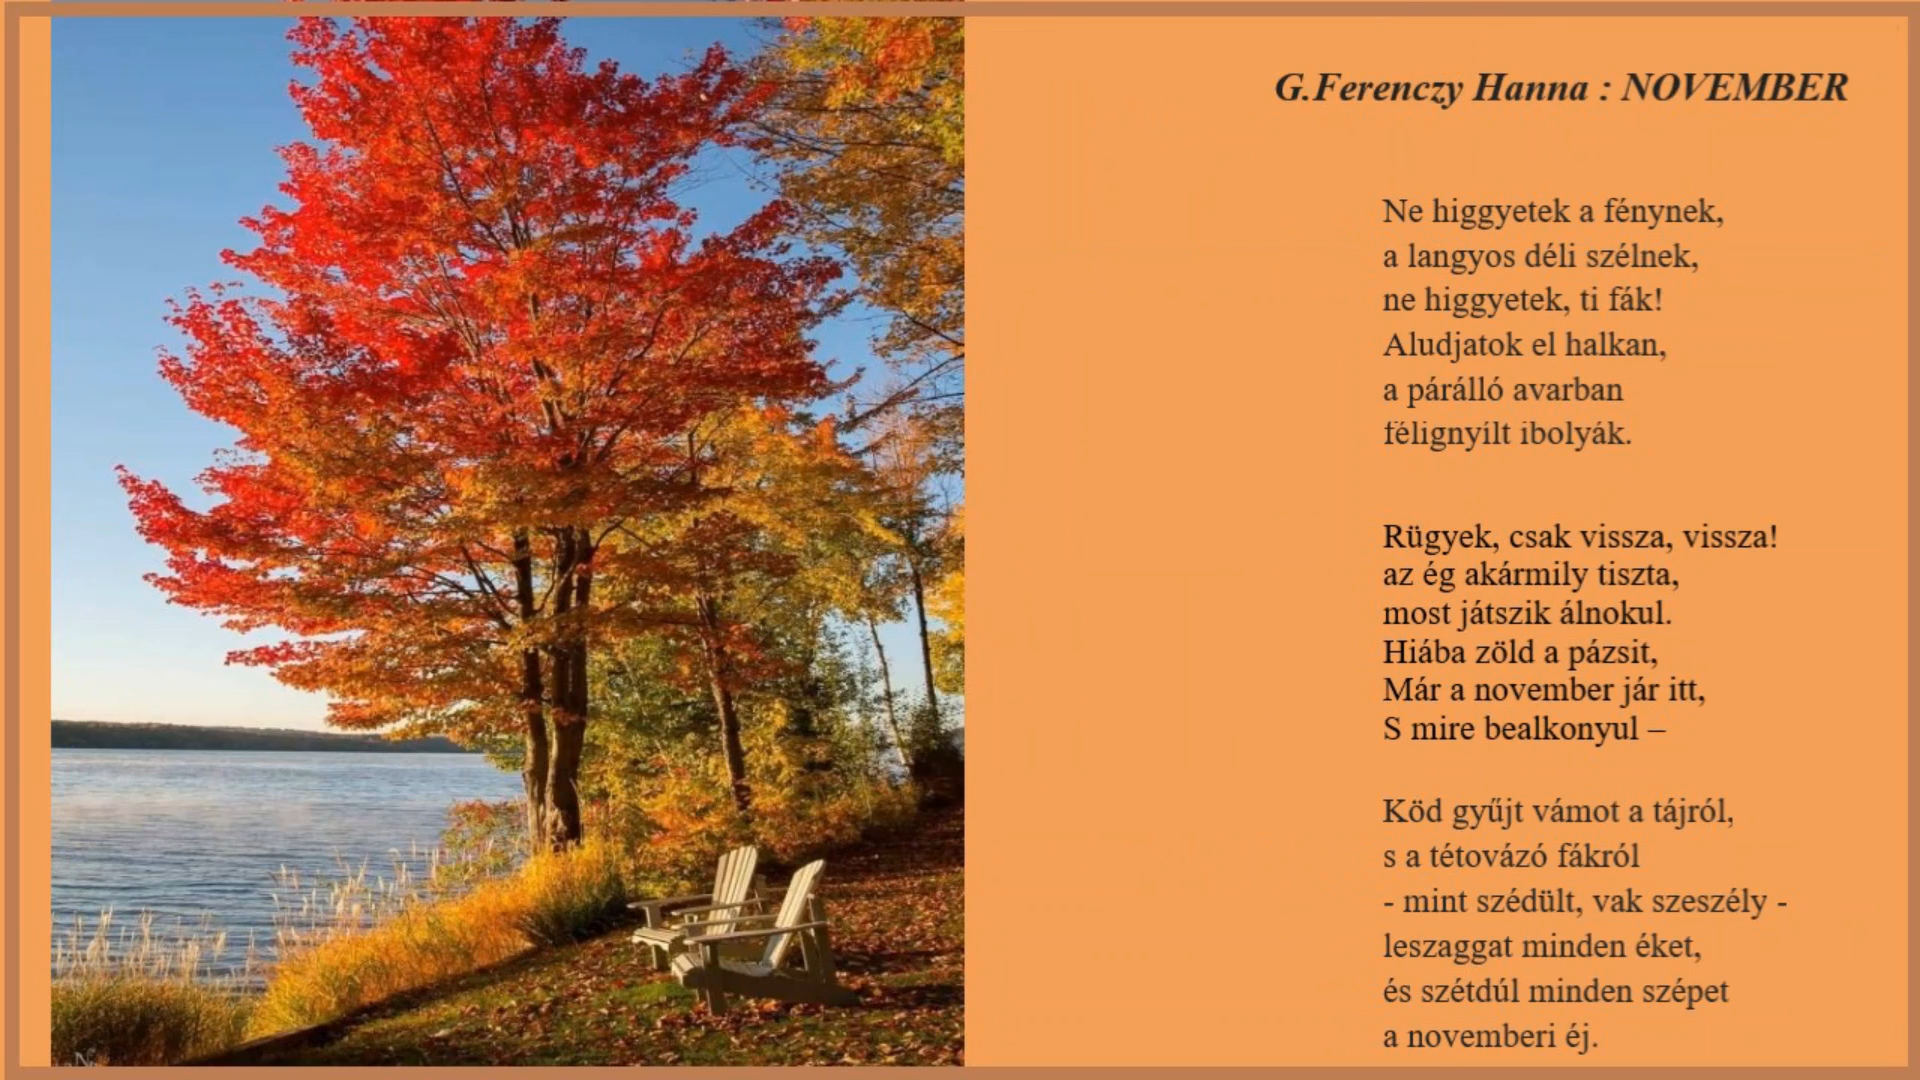 G.Ferenczy Hanna : NOVEMBER
Ne higgyetek a fénynek,
a langyos déli szélnek,
ne higgyetek, ti fák!
Aludjatok el halkan,
a párálló avarban
félignyílt ibolyák.
Rügyek, csak vissza, vissza!
az ég akármily tiszta,
most játszik álnokul.
Hiába zöld a pázsit,
Már a november jár itt,
S mire bealkonyul –
Köd gyűjt vámot a tájról,
s a tétovázó fákról
- mint szédült, vak szeszély -
leszaggat minden éket,
és szétdúl minden szépet
a novemberi éj.